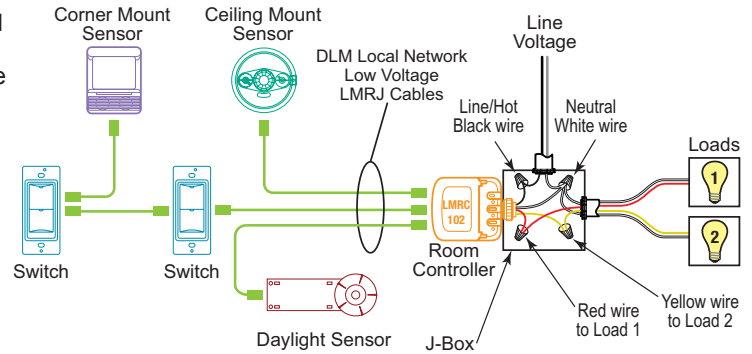 l
e
Corner Mount
Sensor
Ceiling Mount
Sensor
DLM Local Network
Low Voltage
LMRJ Cables
Line
Voltage
Line/Hot
Black wire
Neutral
White wire
Loads
1
2
LMRC
102
Room
Controller
Switch
Switch
Daylight Sensor
J-Box
Red wire
to Load 1
Yellow wire
to Load 2